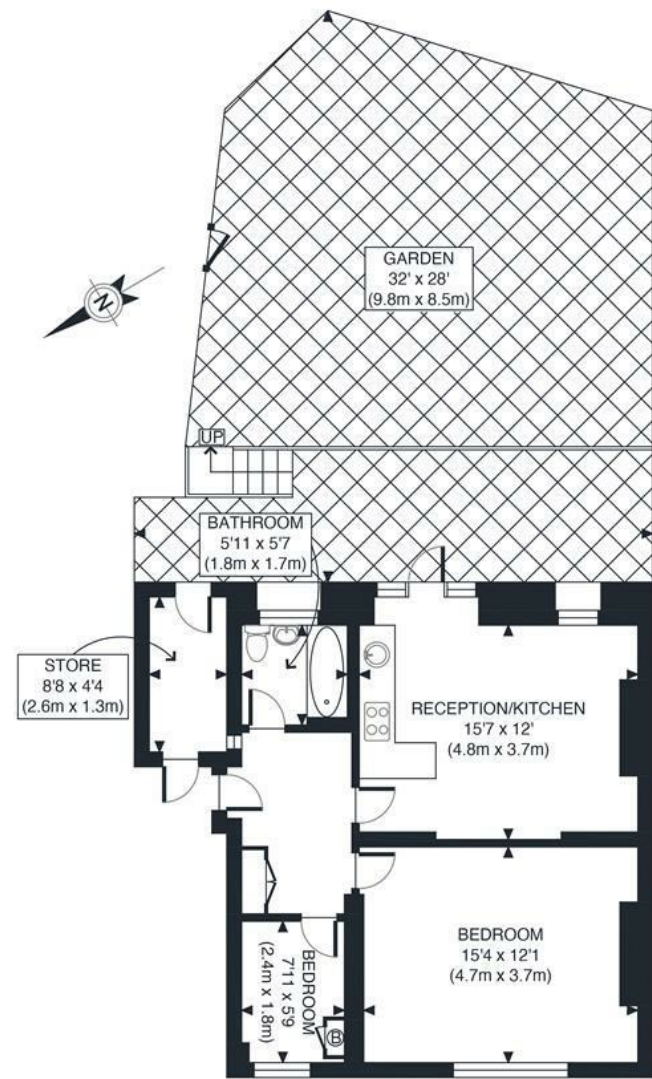 GARDEN
32' x 28'
(9.8m x 8.5m)
N
UP
BATHROOM
5'11 x 5'7
(1.8m x 1.7m)
STORE
8'8 x 4'4
(2.6m x 1.3m)
RECEPTION/KITCHEN
15'7 x 12'
(4.8m x 3.7m)
BEDROOM
15'4 x 12'1
(4.7m x 3.7m)
BEDROOM
7'11 x 5'9
(2.4m x 1.8m)
B